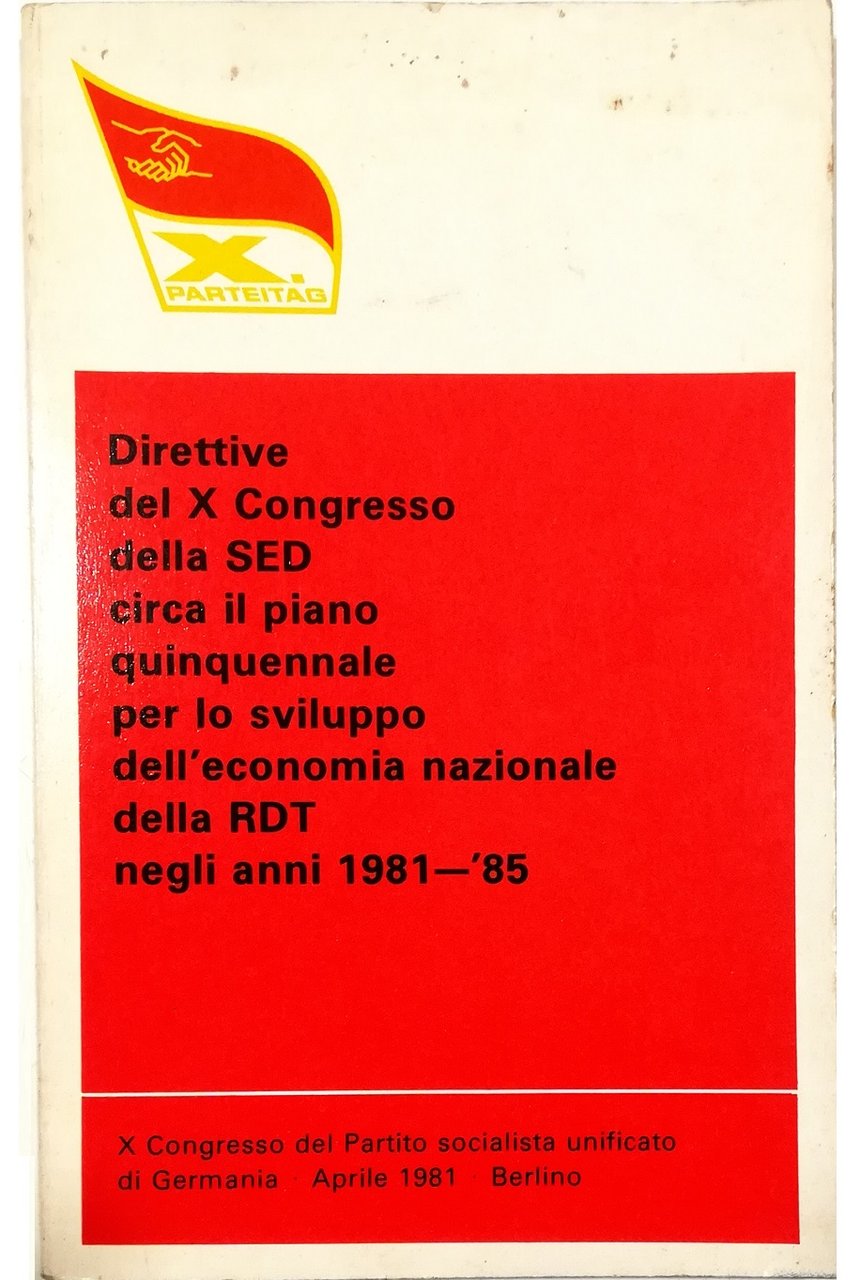 X.
PARTEITAG
Direttive
del X Congresso
della SED
circa il piano
quinquennale
per lo sviluppo
dell'economia nazionale
della RDT
negli anni 1981—'85
X Congresso del Partito socialista unificato
di Germania · Aprile 1981 · Berlino